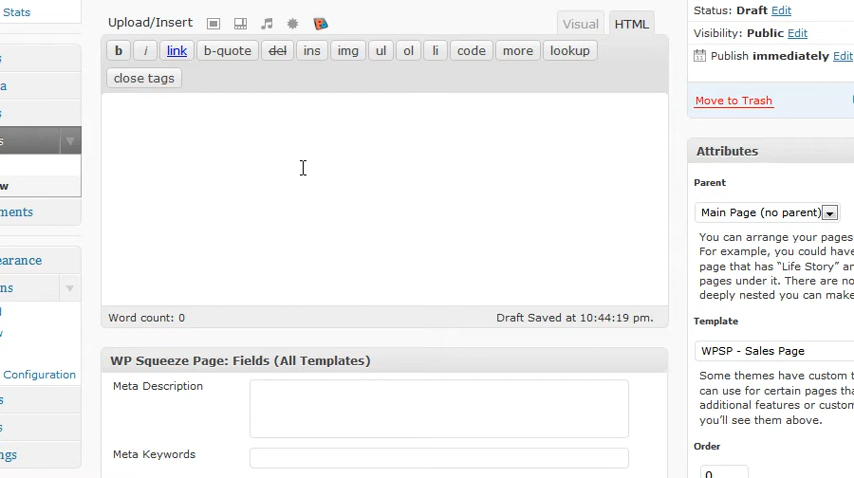 Stats
Upload/Insert
Visual
HTML
b
i
link
b-quote
del
ins
img
ul
ol
li
code
more
lookup
close tags
Word count: 0
Draft Saved at 10:44:19 pm.
WP Squeeze Page: Fields (All Templates)
Meta Description
Meta Keywords
s
a
s
s
w
ments
earance
ns
w
Configuration
s
s
ngs
Status: Draft Edit
Visibility: Public Edit
Publish immediately Edit
Move to Trash
Attributes
Parent
Main Page (no parent)
You can arrange your pages
For example, you could have
page that has “Life Story” an
pages under it. There are no
deeply nested you can make
Template
WPSP - Sales Page
Some themes have custom t
can use for certain pages tha
additional features or custom
you’ll see them above.
Order
0